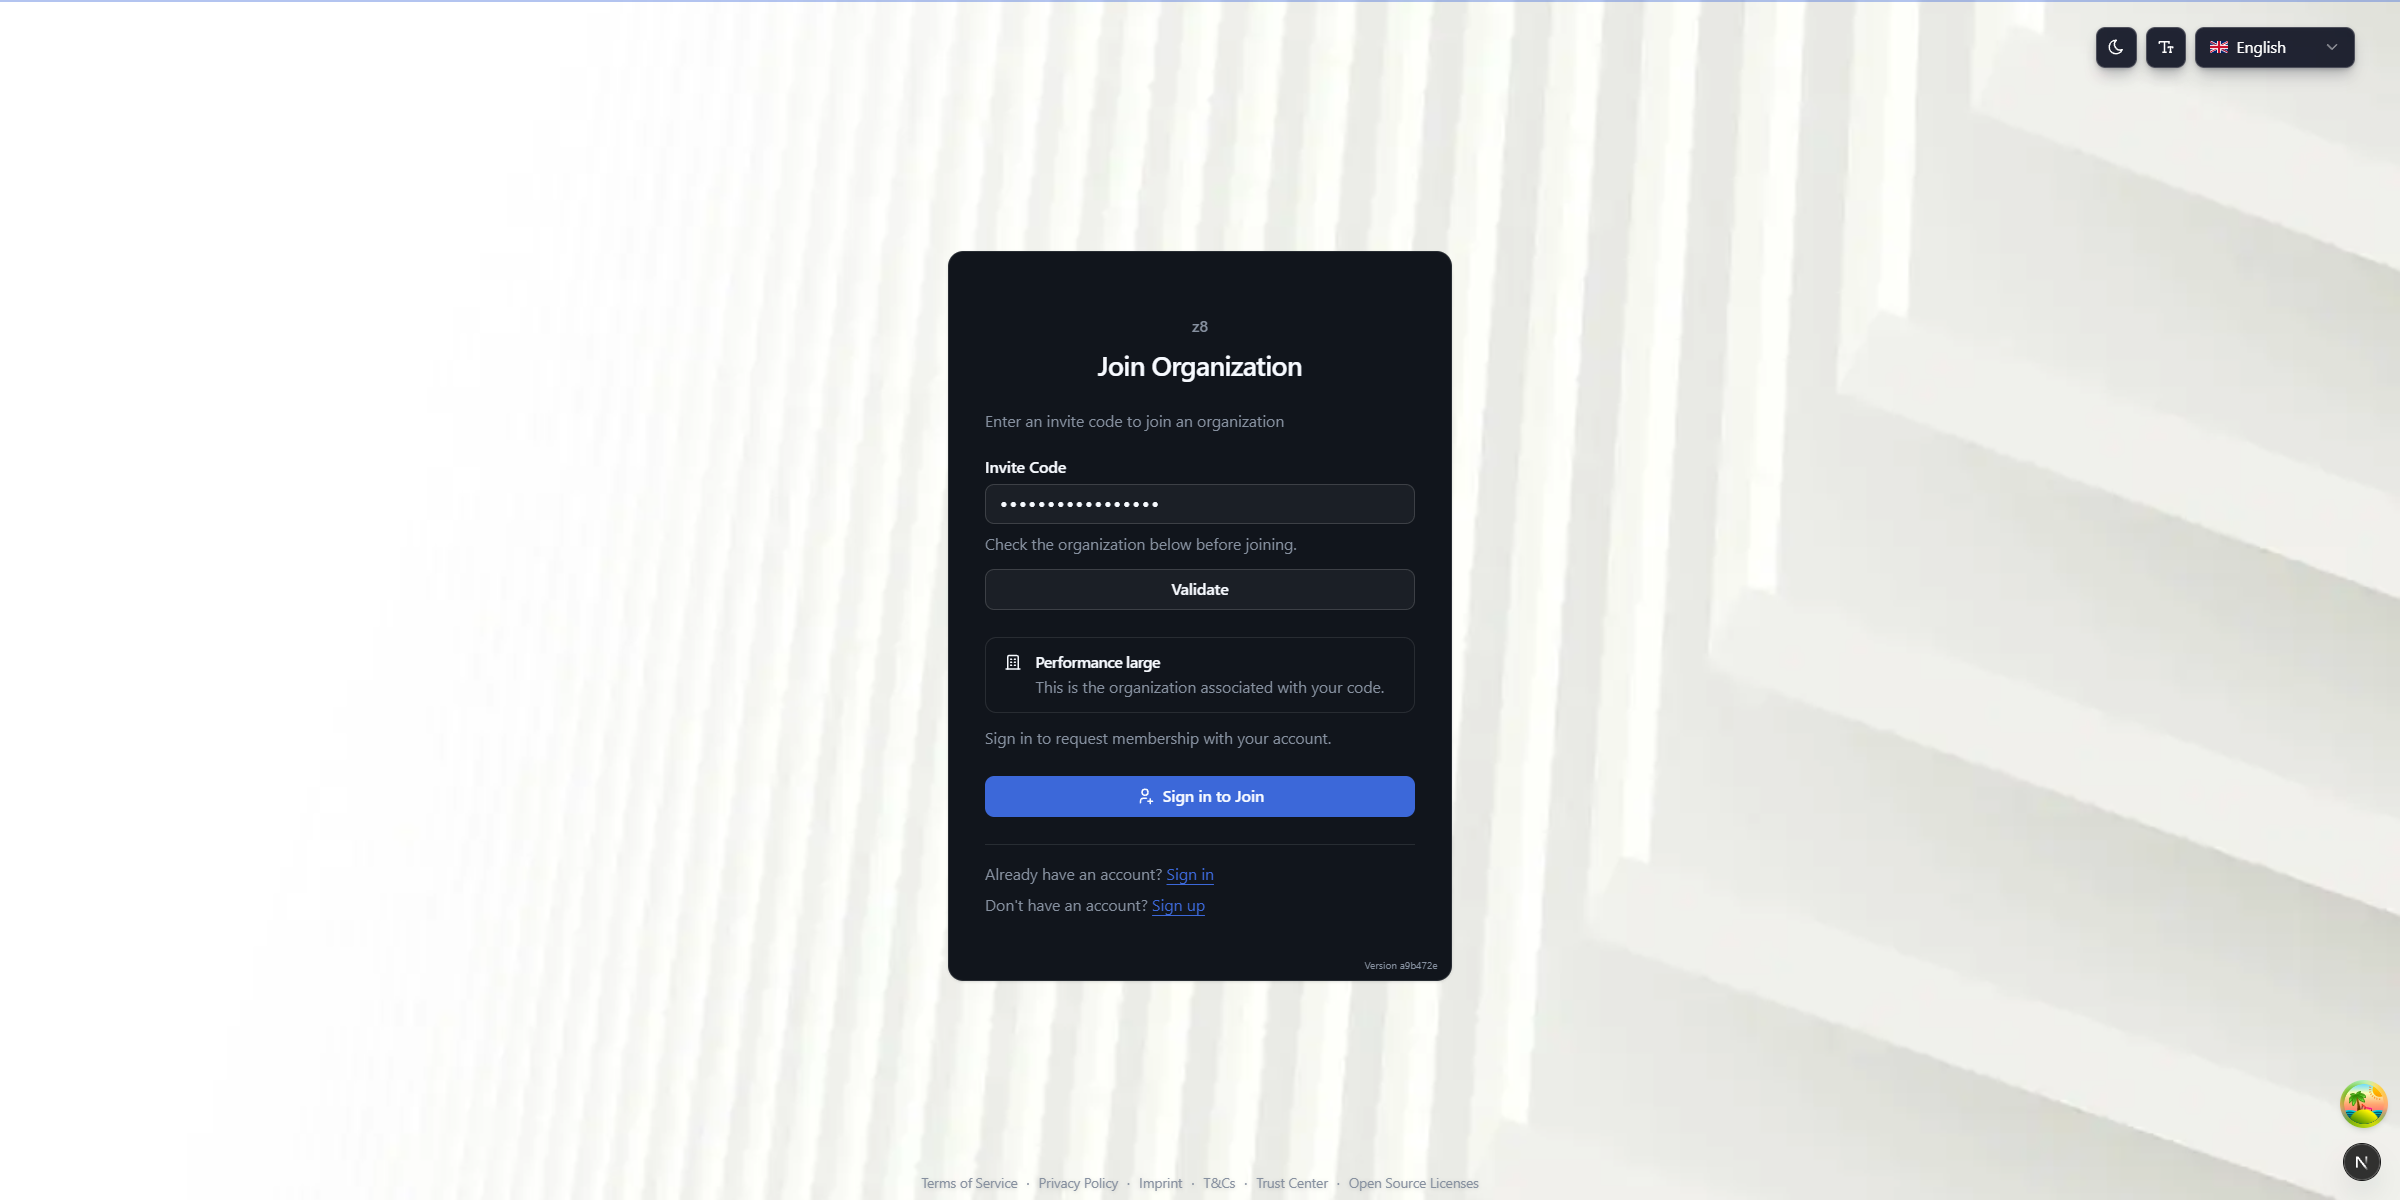 English
z8
Join Organization
Enter an invite code to join an organization
Invite Code
•••••••••••••••••
Check the organization below before joining.
Validate
Performance large
This is the organization associated with your code.
Sign in to request membership with your account.
Sign in to Join
Already have an account? Sign in
Don't have an account? Sign up
Version a9b472e
Terms of Service · Privacy Policy · Imprint · T&Cs · Trust Center · Open Source Licenses
N